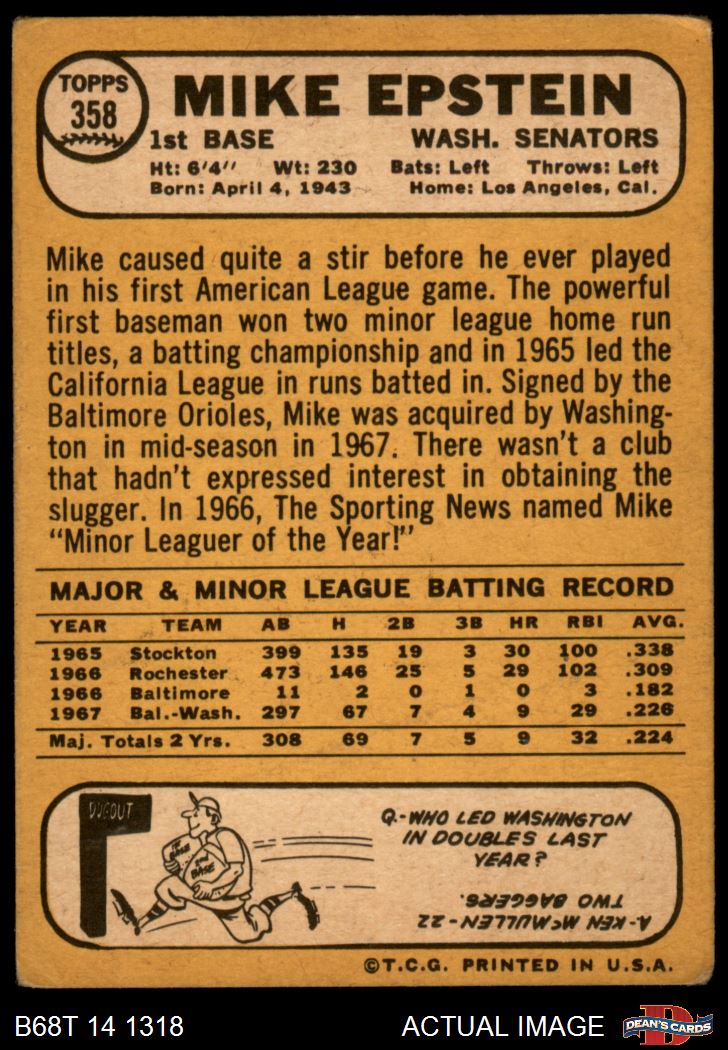 TOPPS
358
MIKE EPSTEIN
1st BASE WASH. SENATORS
Ht: 6'4" Wt: 230 Bats: Left Throws: Left
Born: April 4, 1943 Home: Los Angeles, Cal.
Mike caused quite a stir before he ever played
in his first American League game. The powerful
first baseman won two minor league home run
titles, a batting championship and in 1965 led the
California League in runs batted in. Signed by the
Baltimore Orioles, Mike was acquired by Washing-
ton in mid-season in 1967. There wasn't a club
that hadn't expressed interest in obtaining the
slugger. In 1966, The Sporting News named Mike
"Minor Leaguer of the Year!"
MAJOR & MINOR LEAGUE BATTING RECORD
YEAR TEAM AB H 2B 3B HR RBI AVG.
1965 Stockton 399 135 19 3 30 100 .338
1966 Rochester 473 146 25 5 29 102 .309
1966 Baltimore 11 2 0 1 0 3 .182
1967 Bal.-Wash. 297 67 7 4 9 29 .226
Maj. Totals 2 Yrs. 308 69 7 5 9 32 .224
DUGOUT
1st BASE
2nd BASE
Q.-WHO LED WASHINGTON
IN DOUBLES LAST
YEAR?
A.-KEN McMULLEN-22
TWO BAGGERS.
©T.C.G. PRINTED IN U.S.A.
B68T 14 1318 ACTUAL IMAGE
D
DEAN'S CARDS